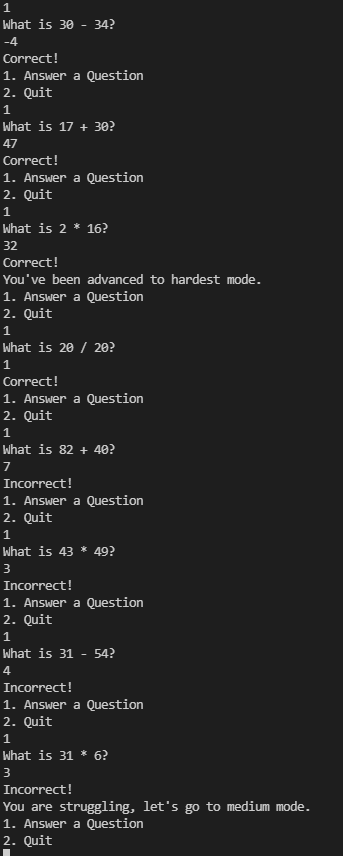 1
What is 30 - 34?
-4
Correct!
1. Answer a Question
2. Quit
1
What is 17 + 30?
47
Correct!
1. Answer a Question
2. Quit
1
What is 2 * 16?
32
Correct!
You've been advanced to hardest mode.
1. Answer a Question
2. Quit
1
What is 20 / 20?
1
Correct!
1. Answer a Question
2. Quit
1
What is 82 + 40?
7
Incorrect!
1. Answer a Question
2. Quit
1
What is 43 * 49?
3
Incorrect!
1. Answer a Question
2. Quit
1
What is 31 - 54?
4
Incorrect!
1. Answer a Question
2. Quit
1
What is 31 * 6?
3
Incorrect!
You are struggling, let's go to medium mode.
1. Answer a Question
2. Quit